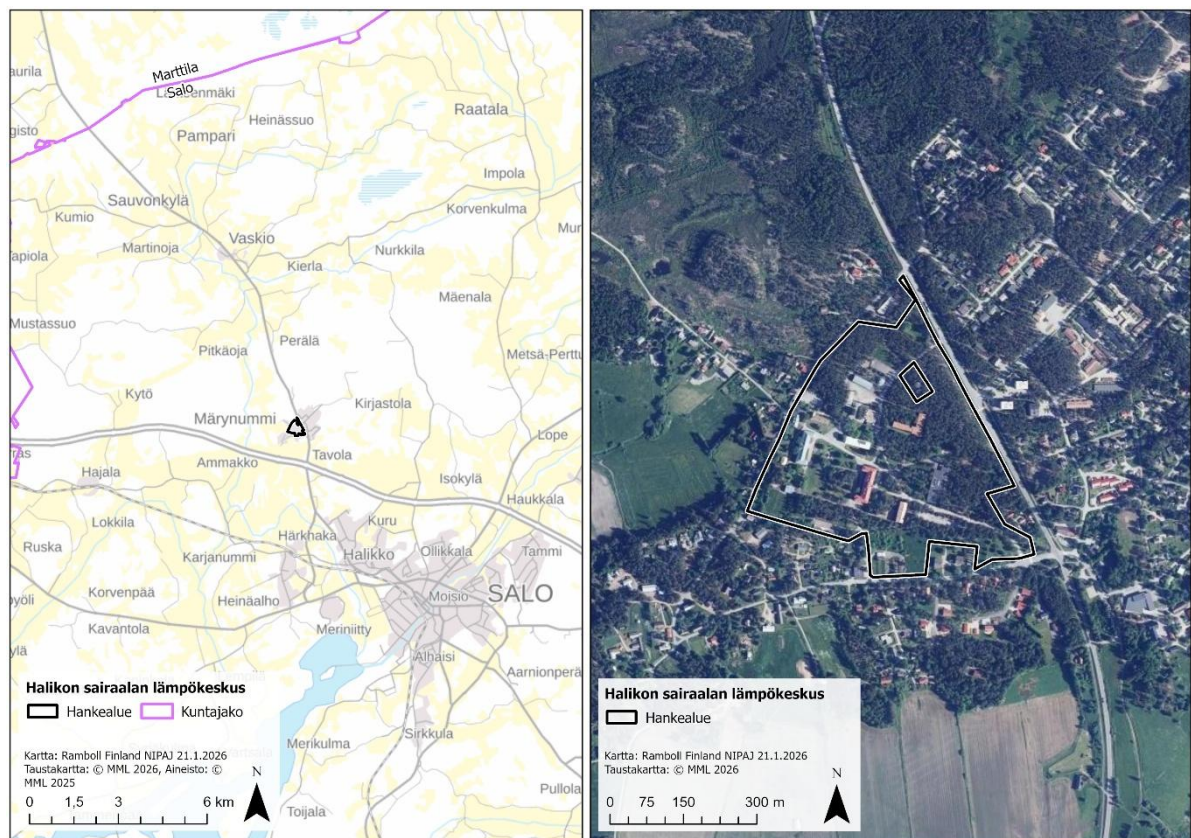 Marttila
Salo
Raatala
Heinässuo
Pampari
Impola
Sauvonkylä
Korvenkulma
Kumio
Vaskio
Martinoja
Nurkkila
Kierla
Mäenala
Mustassuo
Perälä
Pitkäoja
Metsä-Perttu
Kytö
Kirjastola
Märynummi
Lope
Tavola
Ammakko
Hajala
Isokylä
Haukkala
Lokkila
Kuru
Härkhaka
Ruska
Karjanummi
Halikko
Ollikkala
Tammi
Korvenpää
Heinäalho
Moisio
SALO
Kavantola
Meriniitty
Alhaisi
Aarnionperä
Halikon sairaalan lämpökeskus
Hankealue
Kuntajako
Sirkkula
Merikulma
Kartta: Ramboll Finland NIPAJ 21.1.2026
Taustakartta: © MML 2026, Aineisto: ©
MML 2025
N
Pullola
0 1,5 3 6 km
Toijala
Halikon sairaalan lämpökeskus
Hankealue
Kartta: Ramboll Finland NIPAJ 21.1.2026
Taustakartta: © MML 2026
N
0 75 150 300 m